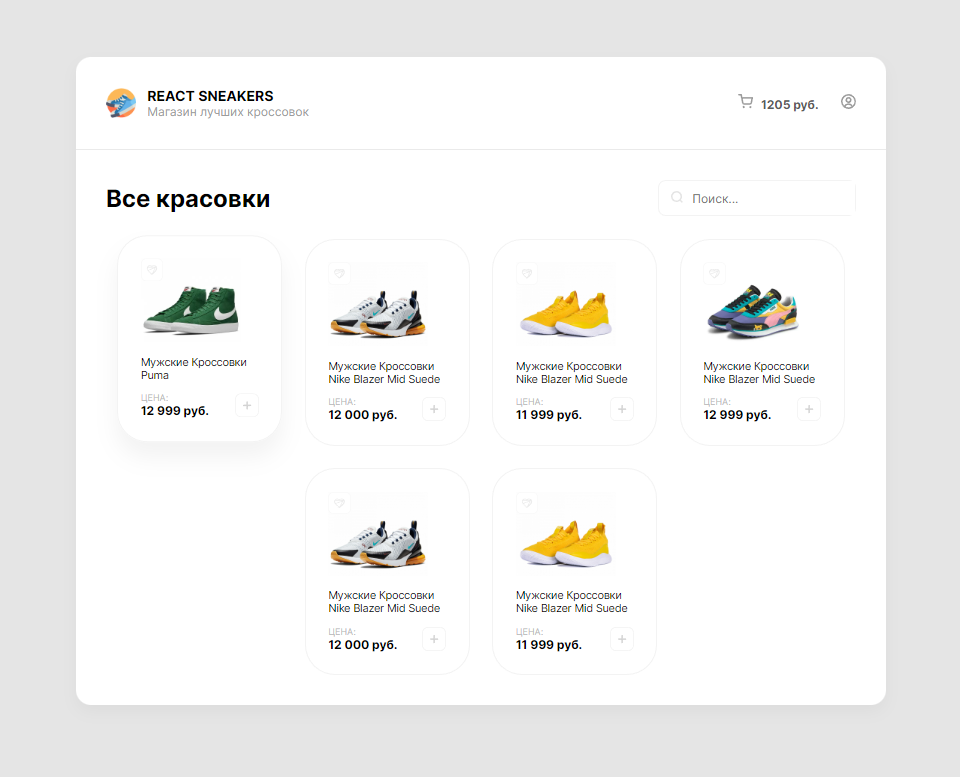 REACT SNEAKERS
Магазин лучших кроссовок
1205 руб.
Все красовки
Поиск...
Мужские Кроссовки
Puma
ЦЕНА:
12 999 руб.
Мужские Кроссовки
Nike Blazer Mid Suede
ЦЕНА:
12 000 руб.
Мужские Кроссовки
Nike Blazer Mid Suede
ЦЕНА:
11 999 руб.
Мужские Кроссовки
Nike Blazer Mid Suede
ЦЕНА:
12 999 руб.
Мужские Кроссовки
Nike Blazer Mid Suede
ЦЕНА:
12 000 руб.
Мужские Кроссовки
Nike Blazer Mid Suede
ЦЕНА:
11 999 руб.